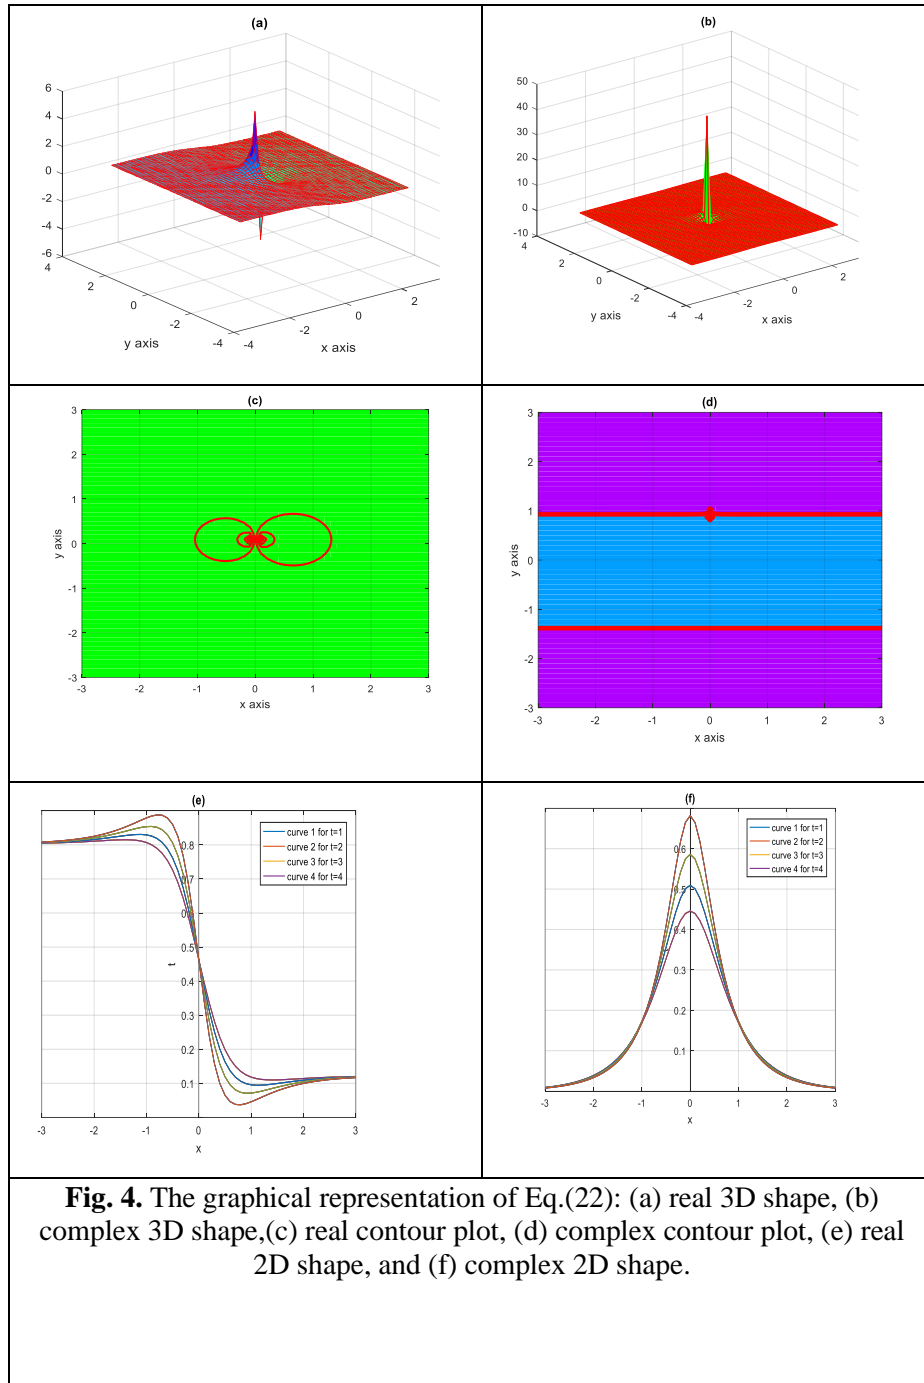 (a)
6
4
2
0
-2
-4
-6
4
2
0
-2
-4
-4
-2
0
2
y axis
x axis
(b)
50
40
30
20
10
0
-10
4
2
0
-2
-4
-4
-2
0
2
y axis
x axis
(c)
3
2
1
0
-1
-2
-3
y axis
-3 -2 -1 0 1 2 3
x axis
(d)
3
2
1
0
-1
-2
-3
y axis
-3 -2 -1 0 1 2 3
x axis
(e)
curve 1 for t=1
curve 2 for t=2
curve 3 for t=3
curve 4 for t=4
0.8
0.7
0.6
0.5
t
0.4
0.3
0.2
0.1
-3 -2 -1 0 1 2 3
x
(f)
curve 1 for t=1
curve 2 for t=2
curve 3 for t=3
curve 4 for t=4
0.6
0.5
0.4
0.3
0.2
0.1
-3 -2 -1 0 1 2 3
x
Fig. 4. The graphical representation of Eq.(22): (a) real 3D shape, (b)
complex 3D shape,(c) real contour plot, (d) complex contour plot, (e) real
2D shape, and (f) complex 2D shape.